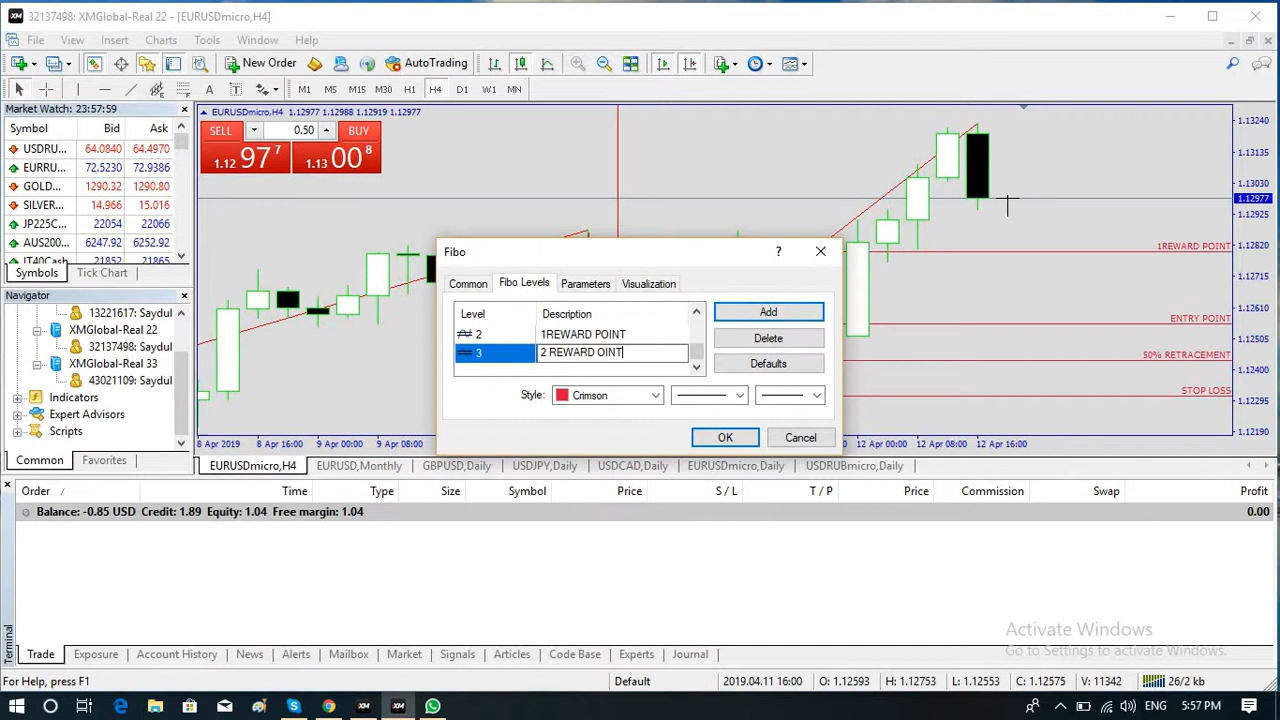 32137498: XMGlobal-Real 22 - [EURUSDmicro,H4]
File View Insert Charts Tools Window Help
New Order AutoTrading
M1 M5 M15 M30 H1 H4 D1 W1 MN
Market Watch: 23:57:59
Symbol Bid Ask
USDRU... 64.0840 64.4970
EURRU... 72.5230 72.9386
GOLD... 1290.32 1290.80
SILVER... 14.966 15.016
JP225C... 22054 22066
AUS200... 6247.92 6252.92
IT40Cash 21821 21865
Symbols Tick Chart
Navigator
13221617: Saydul
XMGlobal-Real 22
32137498: Saydul
XMGlobal-Real 33
43021109: Saydul
Indicators
Expert Advisors
Scripts
Common Favorites
EURUSDmicro,H4 1.12977 1.12988 1.12919 1.12977
SELL 0.50 BUY
1.12 97 7 1.13 00 8
1.13240
1.13135
1.13030
1.12977
1.12925
1.12820
1.12715
1.12610
1.12505
1.12400
1.12295
1.12190
1REWARD POINT
ENTRY POINT
50% RETRACEMENT
STOP LOSS
Fibo ?
Common Fibo Levels Parameters Visualization
Level Description
2 1REWARD POINT
3 2 REWARD OINT
Add
Delete
Defaults
Style: Crimson
OK Cancel
8 Apr 2019 8 Apr 16:00 9 Apr 00:00 9 Apr 08:00 12 Apr 00:00 12 Apr 08:00 12 Apr 16:00
EURUSDmicro,H4 EURUSD,Monthly GBPUSD,Daily USDJPY,Daily USDCAD,Daily EURUSDmicro,Daily USDRUBmicro,Daily
Order / Time Type Size Symbol Price S / L T / P Price Commission Swap Profit
Balance: -0.85 USD Credit: 1.89 Equity: 1.04 Free margin: 1.04 0.00
Activate Windows
Go to Settings to activate Windows.
Terminal
Trade Exposure Account History News Alerts Mailbox Market Signals Articles Code Base Experts Journal
For Help, press F1 Default 2019.04.11 16:00 O: 1.12593 H: 1.12753 L: 1.12553 C: 1.12575 V: 11342 26/2 kb
ENG 5:57 PM